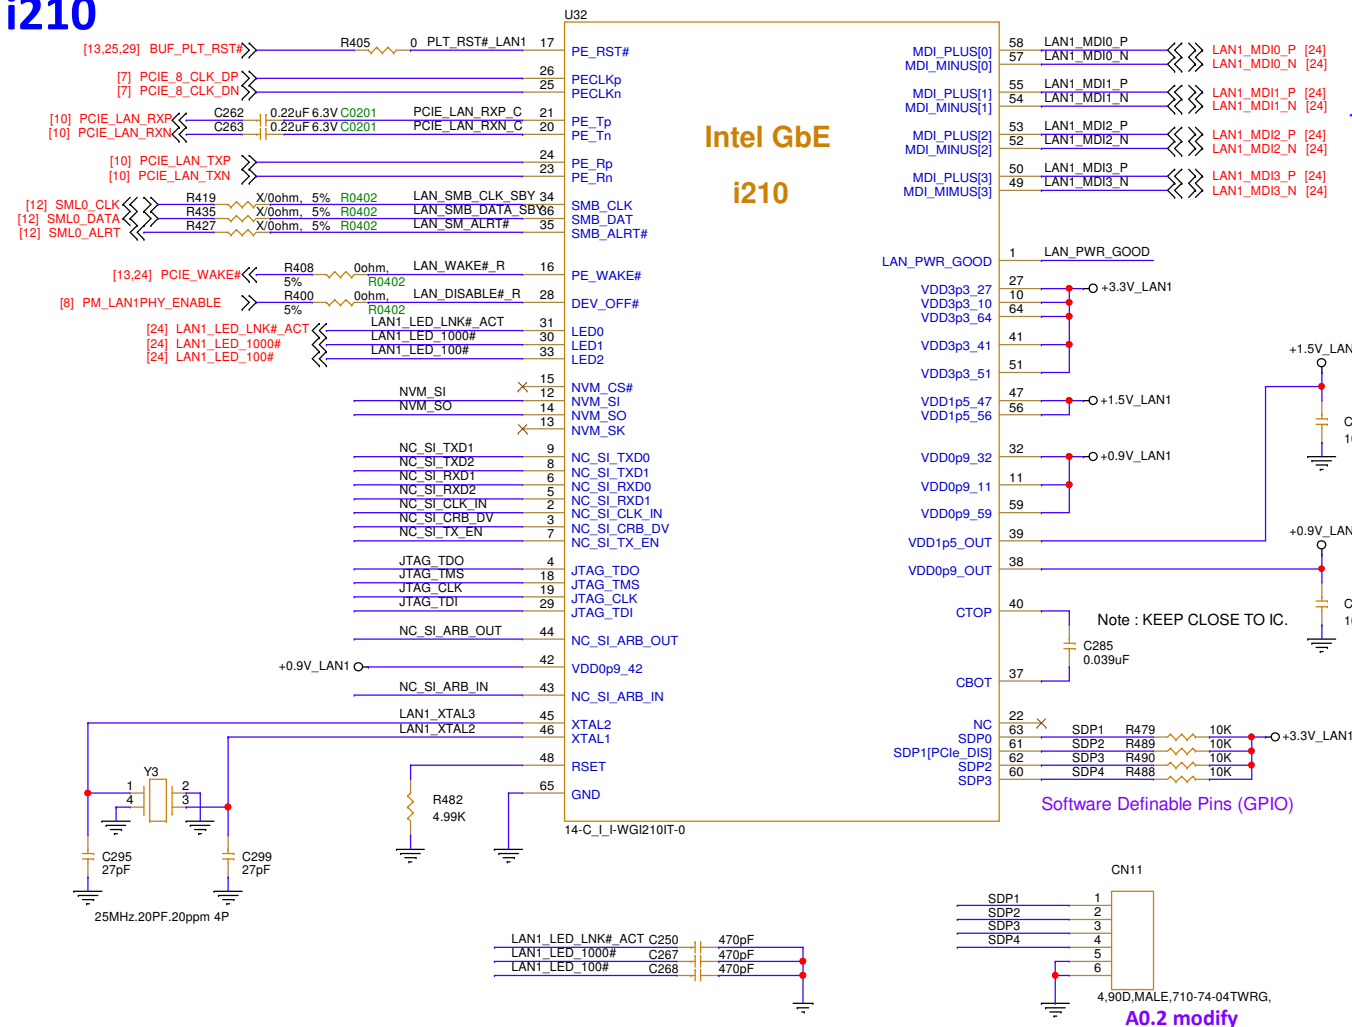 i210
U32
[13,25,29] BUF_PLT_RST# R405 0 PLT_RST#_LAN1 17 PE_RST#
[7] PCIE_8_CLK_DP 26 PECLKp
[7] PCIE_8_CLK_DN 25 PECLKn
[10] PCIE_LAN_RXP C262 0.22uF 6.3V C0201 PCIE_LAN_RXP_C 21 PE_Tp
[10] PCIE_LAN_RXN C263 0.22uF 6.3V C0201 PCIE_LAN_RXN_C 20 PE_Tn
[10] PCIE_LAN_TXP 24 PE_Rp
[10] PCIE_LAN_TXN 23 PE_Rn
[12] SML0_CLK R419 X/0ohm, 5% R0402 LAN_SMB_CLK_SBY 34 SMB_CLK
[12] SML0_DATA R435 X/0ohm, 5% R0402 LAN_SMB_DATA_SBY 36 SMB_DAT
[12] SML0_ALRT R427 X/0ohm, 5% R0402 LAN_SM_ALRT# 35 SMB_ALRT#
[13,24] PCIE_WAKE# R408 0ohm, LAN_WAKE#_R 16 PE_WAKE#
5% R0402
[8] PM_LAN1PHY_ENABLE R400 0ohm, LAN_DISABLE#_R 28 DEV_OFF#
5% R0402
[24] LAN1_LED_LNK#_ACT LAN1_LED_LNK#_ACT 31 LED0
[24] LAN1_LED_1000# LAN1_LED_1000# 30 LED1
[24] LAN1_LED_100# LAN1_LED_100# 33 LED2
15 NVM_CS#
NVM_SI 12 NVM_SI
NVM_SO 14 NVM_SO
13 NVM_SK
NC_SI_TXD1 9 NC_SI_TXD0
NC_SI_TXD2 8 NC_SI_TXD1
NC_SI_RXD1 6 NC_SI_RXD0
NC_SI_RXD2 5 NC_SI_RXD1
NC_SI_CLK_IN 2 NC_SI_CLK_IN
NC_SI_CRB_DV 3 NC_SI_CRB_DV
NC_SI_TX_EN 7 NC_SI_TX_EN
JTAG_TDO 4 JTAG_TDO
JTAG_TMS 18 JTAG_TMS
JTAG_CLK 19 JTAG_CLK
JTAG_TDI 29 JTAG_TDI
NC_SI_ARB_OUT 44 NC_SI_ARB_OUT
+0.9V_LAN1 42 VDD0p9_42
NC_SI_ARB_IN 43 NC_SI_ARB_IN
LAN1_XTAL3 45 XTAL2
LAN1_XTAL2 46 XTAL1
48 RSET
65 GND
R482
4.99K
Y3
1 2
4 3
C295
27pF
C299
27pF
25MHz.20PF.20ppm 4P
Intel GbE
i210
14-C_I_I-WGI210IT-0
MDI_PLUS[0] 58 LAN1_MDI0_P LAN1_MDI0_P [24]
MDI_MINUS[0] 57 LAN1_MDI0_N LAN1_MDI0_N [24]
MDI_PLUS[1] 55 LAN1_MDI1_P LAN1_MDI1_P [24]
MDI_MINUS[1] 54 LAN1_MDI1_N LAN1_MDI1_N [24]
MDI_PLUS[2] 53 LAN1_MDI2_P LAN1_MDI2_P [24]
MDI_MINUS[2] 52 LAN1_MDI2_N LAN1_MDI2_N [24]
MDI_PLUS[3] 50 LAN1_MDI3_P LAN1_MDI3_P [24]
MDI_MIMUS[3] 49 LAN1_MDI3_N LAN1_MDI3_N [24]
LAN_PWR_GOOD 1 LAN_PWR_GOOD
VDD3p3_27 27 +3.3V_LAN1
VDD3p3_10 10
VDD3p3_64 64
VDD3p3_41 41
VDD3p3_51 51
VDD1p5_47 47 +1.5V_LAN1
VDD1p5_56 56
VDD0p9_32 32 +0.9V_LAN1
VDD0p9_11 11
VDD0p9_59 59
VDD1p5_OUT 39
VDD0p9_OUT 38
+1.5V_LAN
C
+0.9V_LAN
C
CTOP 40
Note : KEEP CLOSE TO IC.
C285
0.039uF
CBOT 37
NC 22
SDP0 63 SDP1 R479 10K +3.3V_LAN1
SDP1[PCIe_DIS] 61 SDP2 R489 10K
SDP2 62 SDP3 R490 10K
SDP3 60 SDP4 R488 10K
Software Definable Pins (GPIO)
LAN1_LED_LNK#_ACT C250 470pF
LAN1_LED_1000# C267 470pF
LAN1_LED_100# C268 470pF
CN11
SDP1 1
SDP2 2
SDP3 3
SDP4 4
5
6
4,90D,MALE,710-74-04TWRG,
A0.2 modify